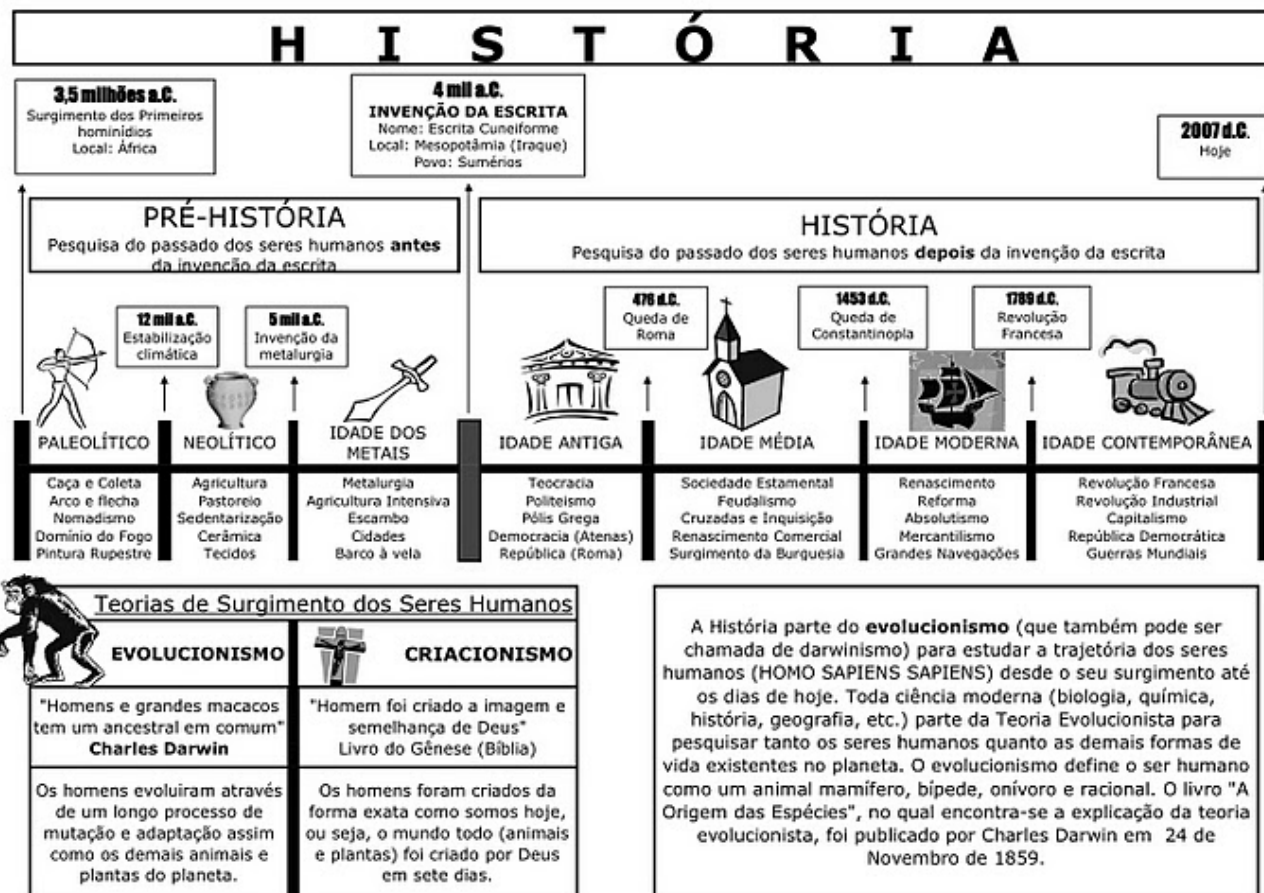 HISTÓRIA
3,5 milhões a.C.
Surgimento dos Primeiros
hominídios
Local: África
4 mil a.C.
INVENÇÃO DA ESCRITA
Nome: Escrita Cuneiforme
Local: Mesopotâmia (Iraque)
Povo: Sumérios
2007 d.C.
Hoje
PRÉ-HISTÓRIA
Pesquisa do passado dos seres humanos antes
da invenção da escrita
HISTÓRIA
Pesquisa do passado dos seres humanos depois da invenção da escrita
12 mil a.C.
Estabilização
climática
5 mil a.C.
Invenção da
metalurgia
476 d.C.
Queda de
Roma
1453 d.C.
Queda de
Constantinopla
1789 d.C.
Revolução
Francesa
PALEOLÍTICO
Caça e Coleta
Arco e flecha
Nomadismo
Domínio do Fogo
Pintura Rupestre
NEOLÍTICO
Agricultura
Pastoreio
Sedentarização
Cerâmica
Tecidos
IDADE DOS
METAIS
Metalurgia
Agricultura Intensiva
Escambo
Cidades
Barco à vela
IDADE ANTIGA
Teocracia
Politeismo
Pólis Grega
Democracia (Atenas)
República (Roma)
IDADE MÉDIA
Sociedade Estamental
Feudalismo
Cruzadas e Inquisição
Renascimento Comercial
Surgimento da Burguesia
IDADE MODERNA
Renascimento
Reforma
Absolutismo
Mercantilismo
Grandes Navegações
IDADE CONTEMPORÂNEA
Revolução Francesa
Revolução Industrial
Capitalismo
República Democrática
Guerras Mundiais
Teorias de Surgimento dos Seres Humanos
EVOLUCIONISMO
"Homens e grandes macacos
tem um ancestral em comum"
Charles Darwin
Os homens evoluiram através
de um longo processo de
mutação e adaptação assim
como os demais animais e
plantas do planeta.
CRIACIONISMO
"Homem foi criado a imagem e
semelhança de Deus"
Livro do Gênese (Bíblia)
Os homens foram criados da
forma exata como somos hoje,
ou seja, o mundo todo (animais
e plantas) foi criado por Deus
em sete dias.
A História parte do evolucionismo (que também pode ser
chamada de darwinismo) para estudar a trajetória dos seres
humanos (HOMO SAPIENS SAPIENS) desde o seu surgimento até
os dias de hoje. Toda ciência moderna (biologia, química,
história, geografia, etc.) parte da Teoria Evolucionista para
pesquisar tanto os seres humanos quanto as demais formas de
vida existentes no planeta. O evolucionismo define o ser humano
como um animal mamífero, bípede, onívoro e racional. O livro "A
Origem das Espécies", no qual encontra-se a explicação da teoria
evolucionista, foi publicado por Charles Darwin em 24 de
Novembro de 1859.